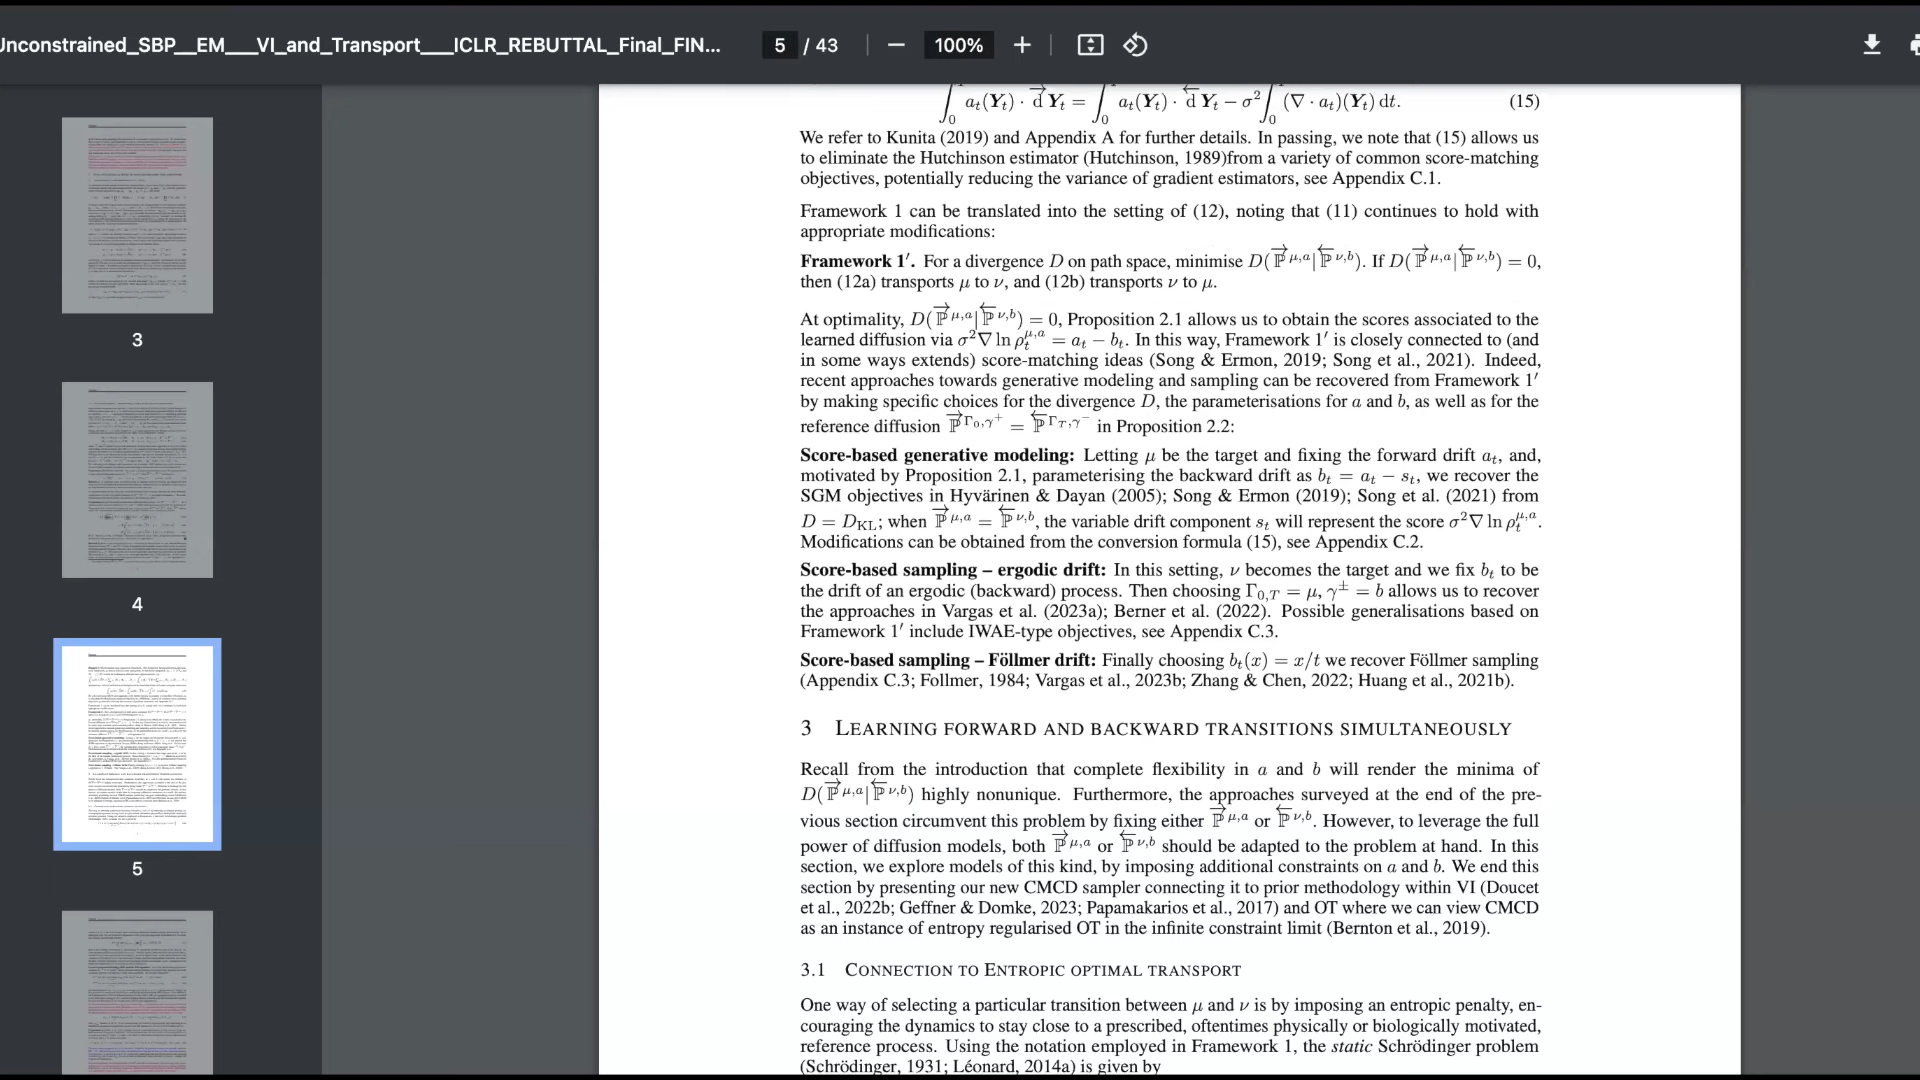 Unconstrained_SBP__EM___VI_and_Transport___ICLR_REBUTTAL_Final_FIN...
5 / 43
100%
3
4
5
∫₀ aₜ(Yₜ) · d⃗ Yₜ = ∫₀ aₜ(Yₜ) · d⃖ Yₜ − σ² ∫₀ (∇ · aₜ)(Yₜ) dt. (15)
We refer to Kunita (2019) and Appendix A for further details. In passing, we note that (15) allows us
to eliminate the Hutchinson estimator (Hutchinson, 1989)from a variety of common score-matching
objectives, potentially reducing the variance of gradient estimators, see Appendix C.1.
Framework 1 can be translated into the setting of (12), noting that (11) continues to hold with
appropriate modifications:
Framework 1′. For a divergence D on path space, minimise D(ℙ⃗^{μ,a}|ℙ⃖^{ν,b}). If D(ℙ⃗^{μ,a}|ℙ⃖^{ν,b}) = 0,
then (12a) transports μ to ν, and (12b) transports ν to μ.
At optimality, D(ℙ⃗^{μ,a}|ℙ⃖^{ν,b}) = 0, Proposition 2.1 allows us to obtain the scores associated to the
learned diffusion via σ²∇ ln ρₜ^{μ,a} = aₜ − bₜ. In this way, Framework 1′ is closely connected to (and
in some ways extends) score-matching ideas (Song & Ermon, 2019; Song et al., 2021). Indeed,
recent approaches towards generative modeling and sampling can be recovered from Framework 1′
by making specific choices for the divergence D, the parameterisations for a and b, as well as for the
reference diffusion ℙ⃗^{Γ₀,γ⁺} = ℙ⃖^{Γ_T,γ⁻} in Proposition 2.2:
Score-based generative modeling: Letting μ be the target and fixing the forward drift aₜ, and,
motivated by Proposition 2.1, parameterising the backward drift as bₜ = aₜ − sₜ, we recover the
SGM objectives in Hyvärinen & Dayan (2005); Song & Ermon (2019); Song et al. (2021) from
D = D_KL; when ℙ⃗^{μ,a} = ℙ⃖^{ν,b}, the variable drift component sₜ will represent the score σ²∇ ln ρₜ^{μ,a}.
Modifications can be obtained from the conversion formula (15), see Appendix C.2.
Score-based sampling – ergodic drift: In this setting, ν becomes the target and we fix bₜ to be
the drift of an ergodic (backward) process. Then choosing Γ_{0,T} = μ, γ^± = b allows us to recover
the approaches in Vargas et al. (2023a); Berner et al. (2022). Possible generalisations based on
Framework 1′ include IWAE-type objectives, see Appendix C.3.
Score-based sampling – Föllmer drift: Finally choosing bₜ(x) = x/t we recover Föllmer sampling
(Appendix C.3; Follmer, 1984; Vargas et al., 2023b; Zhang & Chen, 2022; Huang et al., 2021b).
3 LEARNING FORWARD AND BACKWARD TRANSITIONS SIMULTANEOUSLY
Recall from the introduction that complete flexibility in a and b will render the minima of
D(ℙ⃗^{μ,a}|ℙ⃖^{ν,b}) highly nonunique. Furthermore, the approaches surveyed at the end of the pre-
vious section circumvent this problem by fixing either ℙ⃗^{μ,a} or ℙ⃖^{ν,b}. However, to leverage the full
power of diffusion models, both ℙ⃗^{μ,a} or ℙ⃖^{ν,b} should be adapted to the problem at hand. In this
section, we explore models of this kind, by imposing additional constraints on a and b. We end this
section by presenting our new CMCD sampler connecting it to prior methodology within VI (Doucet
et al., 2022b; Geffner & Domke, 2023; Papamakarios et al., 2017) and OT where we can view CMCD
as an instance of entropy regularised OT in the infinite constraint limit (Bernton et al., 2019).
3.1 CONNECTION TO ENTROPIC OPTIMAL TRANSPORT
One way of selecting a particular transition between μ and ν is by imposing an entropic penalty, en-
couraging the dynamics to stay close to a prescribed, oftentimes physically or biologically motivated,
reference process. Using the notation employed in Framework 1, the static Schrödinger problem
(Schrödinger, 1931; Léonard, 2014a) is given by